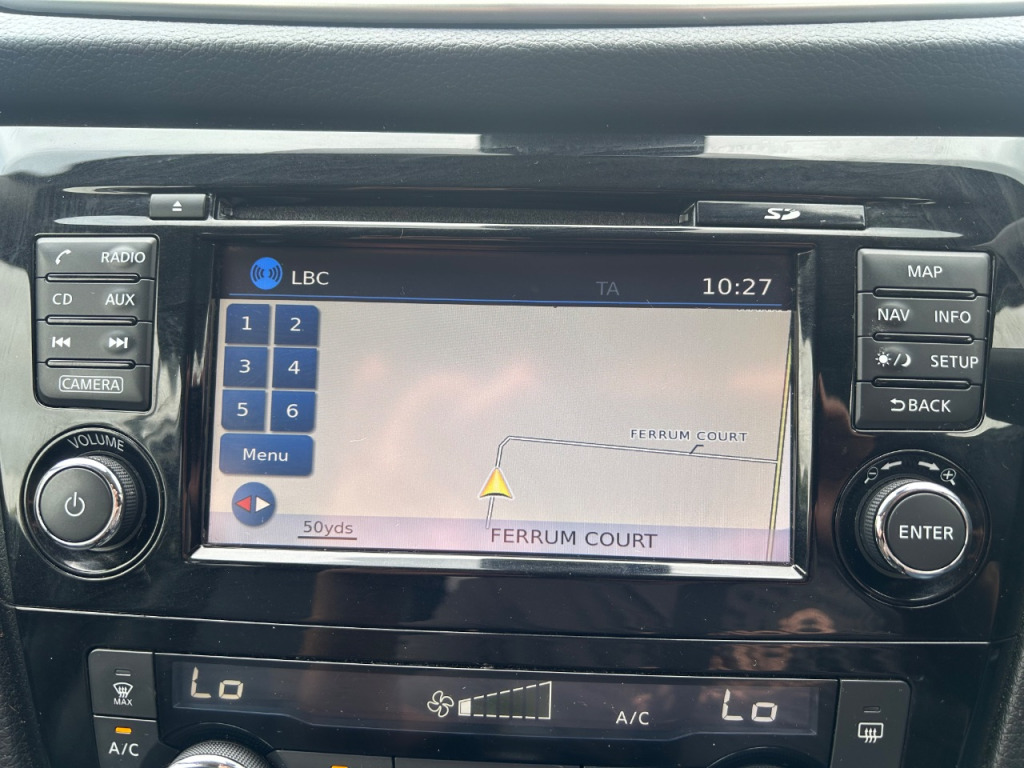 SD
RADIO
CD AUX
CAMERA
VOLUME
LBC
TA
10:27
1 2
3 4
5 6
Menu
50yds
FERRUM COURT
FERRUM COURT
MAP
NAV INFO
SETUP
BACK
ENTER
MAX
A/C
Lo
A/C
Lo